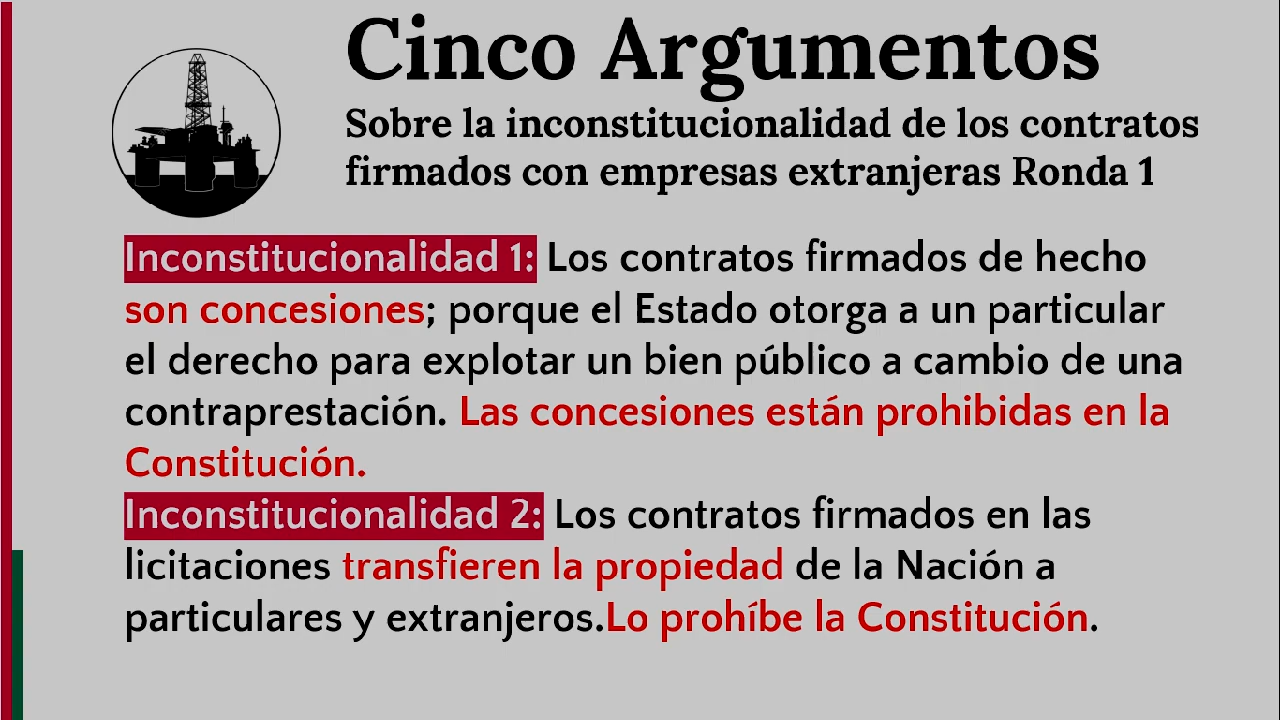 Cinco Argumentos
Sobre la inconstitucionalidad de los contratos
firmados con empresas extranjeras Ronda 1
Inconstitucionalidad 1: Los contratos firmados de hecho
son concesiones; porque el Estado otorga a un particular
el derecho para explotar un bien público a cambio de una
contraprestación. Las concesiones están prohibidas en la
Constitución.
Inconstitucionalidad 2: Los contratos firmados en las
licitaciones transfieren la propiedad de la Nación a
particulares y extranjeros.Lo prohíbe la Constitución.